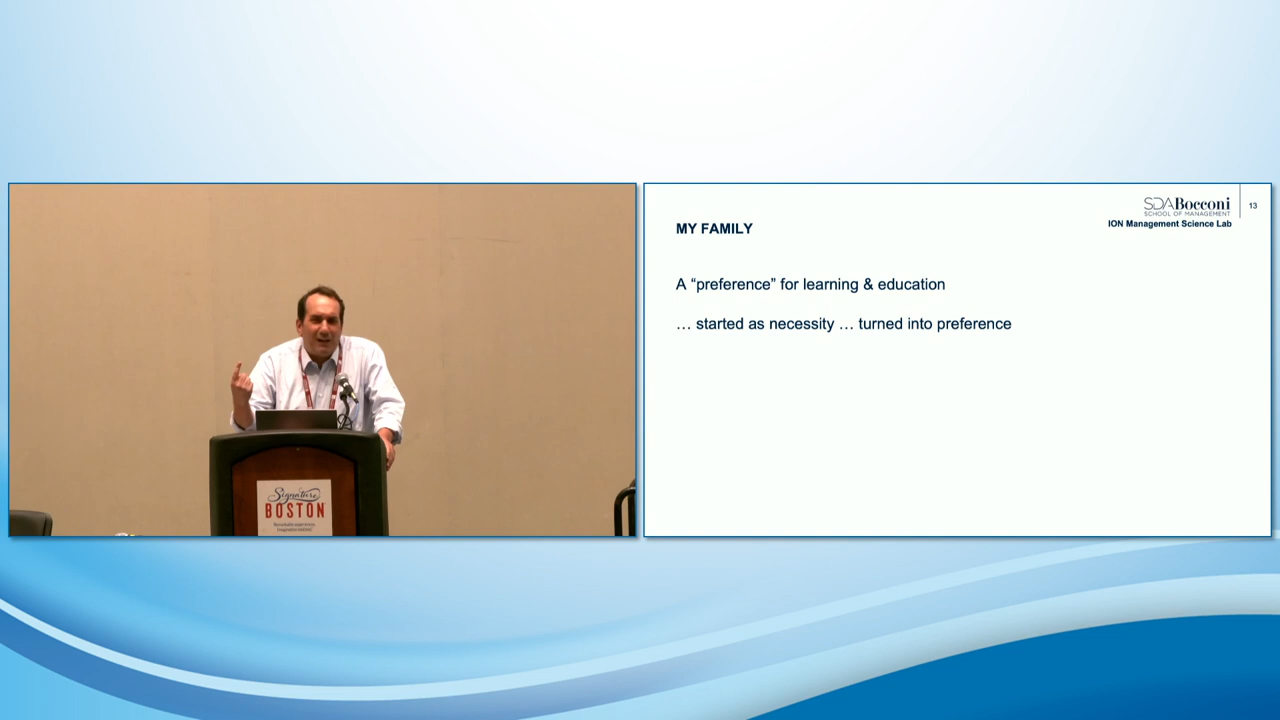 Signature
BOSTON
SDA Bocconi
SCHOOL OF MANAGEMENT
13
ION Management Science Lab
MY FAMILY
A “preference” for learning & education
… started as necessity … turned into preference